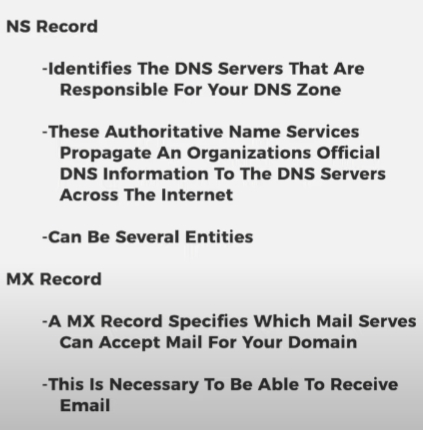 NS Record
-Identifies The DNS Servers That Are
Responsible For Your DNS Zone
-These Authoritative Name Services
Propagate An Organizations Official
DNS Information To The DNS Servers
Across The Internet
-Can Be Several Entities
MX Record
-A MX Record Specifies Which Mail Serves
Can Accept Mail For Your Domain
-This Is Necessary To Be Able To Receive
Email